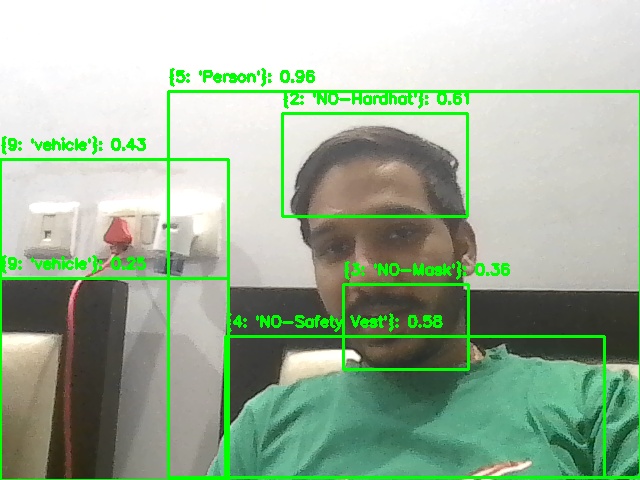 {5: 'Person'}: 0.96
{2: 'NO-Hardhat'}: 0.61
{9: 'vehicle'}: 0.43
{9: 'vehicle'}: 0.25
{3: 'NO-Mask'}: 0.36
{4: 'NO-Safety Vest'}: 0.58